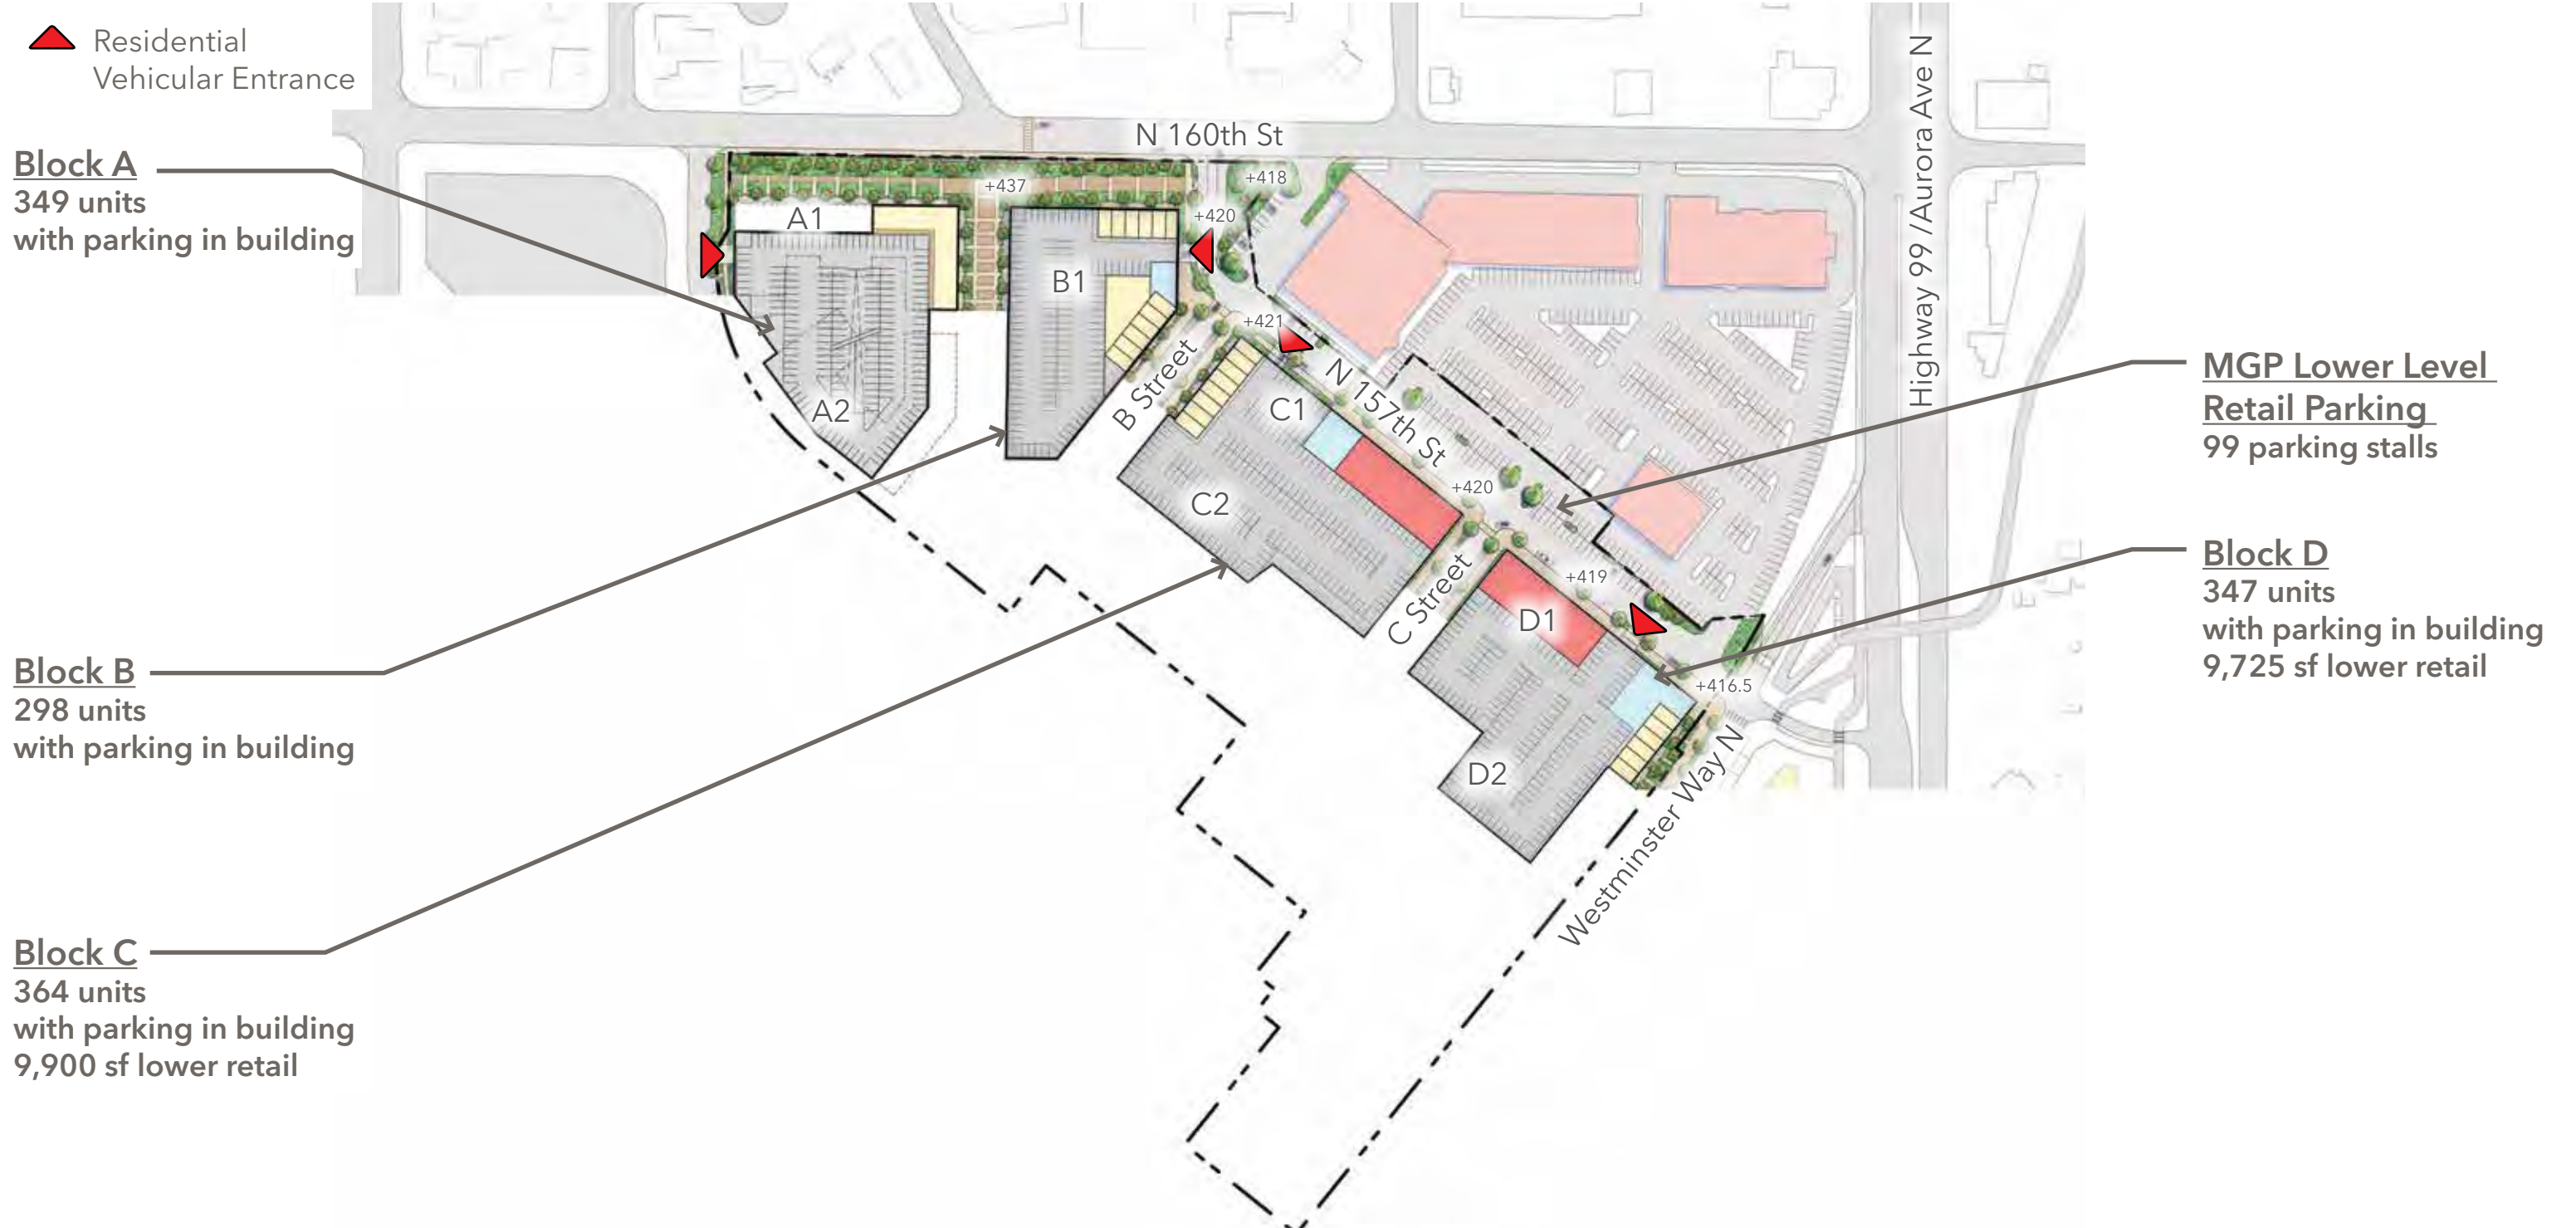 Residential
Vehicular Entrance
Block A
349 units
with parking in building
Block B
298 units
with parking in building
Block C
364 units
with parking in building
9,900 sf lower retail
N 160th St
+437
+418
+420
+421
A1
A2
B1
B Street
C1
C2
N 157th St
+420
C Street
+419
D1
D2
+416.5
Westminster Way N
Highway 99 /Aurora Ave N
MGP Lower Level
Retail Parking
99 parking stalls
Block D
347 units
with parking in building
9,725 sf lower retail